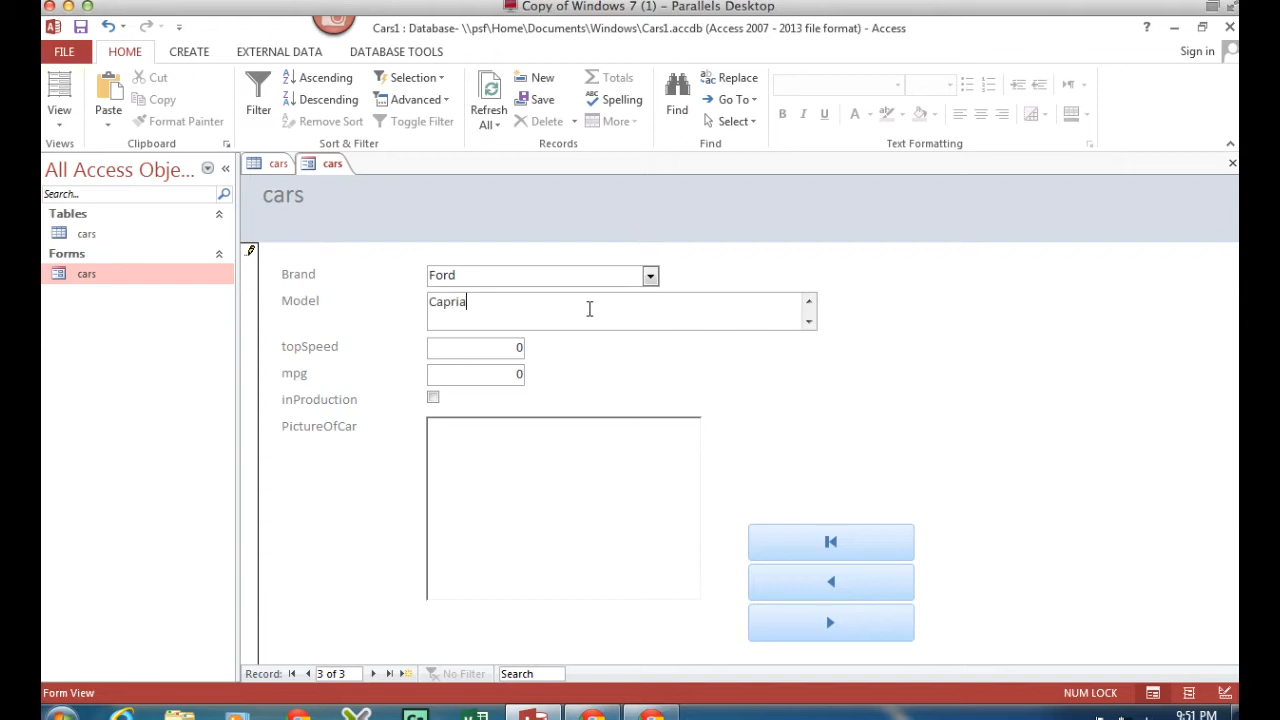 Copy of Windows 7 (1) - Parallels Desktop
Cars1 : Database- \\psf\Home\Documents\Windows\Cars1.accdb (Access 2007 - 2013 file format) - Access
?
FILE HOME CREATE EXTERNAL DATA DATABASE TOOLS Sign in
View
Views
Paste
Cut
Copy
Format Painter
Clipboard
Filter
Ascending
Descending
Remove Sort
Selection
Advanced
Toggle Filter
Sort & Filter
Refresh
All
New
Save
Delete
Totals
Spelling
More
Records
Find
Replace
Go To
Select
Find
B I U A
Text Formatting
All Access Obje...
Search...
Tables
cars
Forms
cars
cars cars
cars
Brand Ford
Model Capria
topSpeed 0
mpg 0
inProduction
PictureOfCar
Record: 3 of 3 No Filter Search
Form View NUM LOCK
9:51 PM